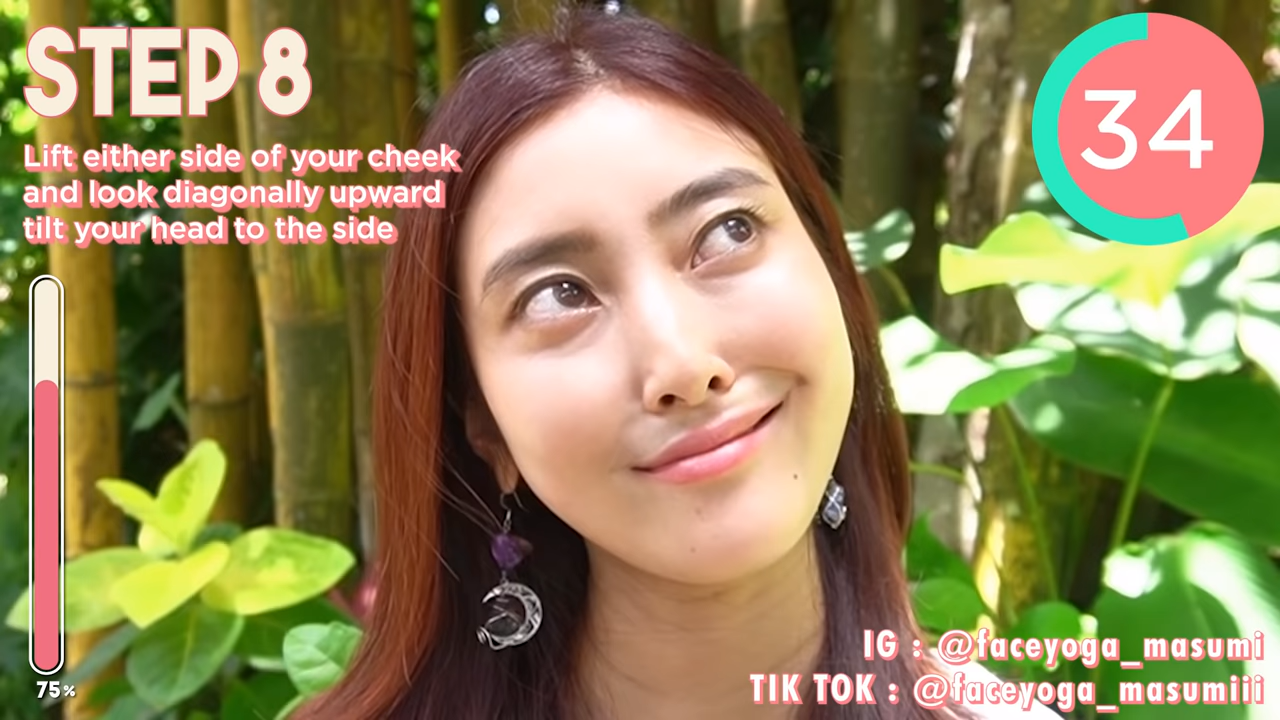 STEP 8
34
Lift either side of your cheek
and look diagonally upward
tilt your head to the side
75%
IG : @faceyoga_masumi
TIK TOK : @faceyoga_masumiii